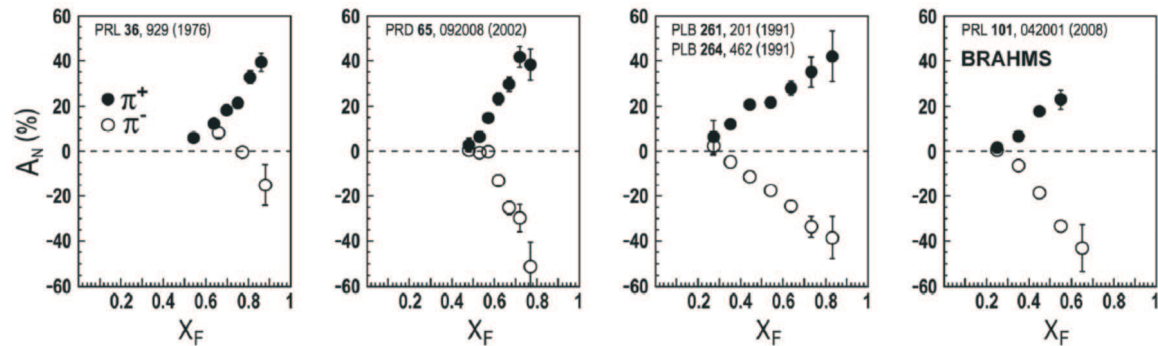 PRL 36, 929 (1976)
60
40
20
0
-20
-40
-60
A_N (%)
π+
π-
0.2 0.4 0.6 0.8 1
X_F
PRD 65, 092008 (2002)
60
40
20
0
-20
-40
-60
0.2 0.4 0.6 0.8 1
X_F
PLB 261, 201 (1991)
PLB 264, 462 (1991)
60
40
20
0
-20
-40
-60
0.2 0.4 0.6 0.8 1
X_F
PRL 101, 042001 (2008)
BRAHMS
60
40
20
0
-20
-40
-60
0.2 0.4 0.6 0.8 1
X_F